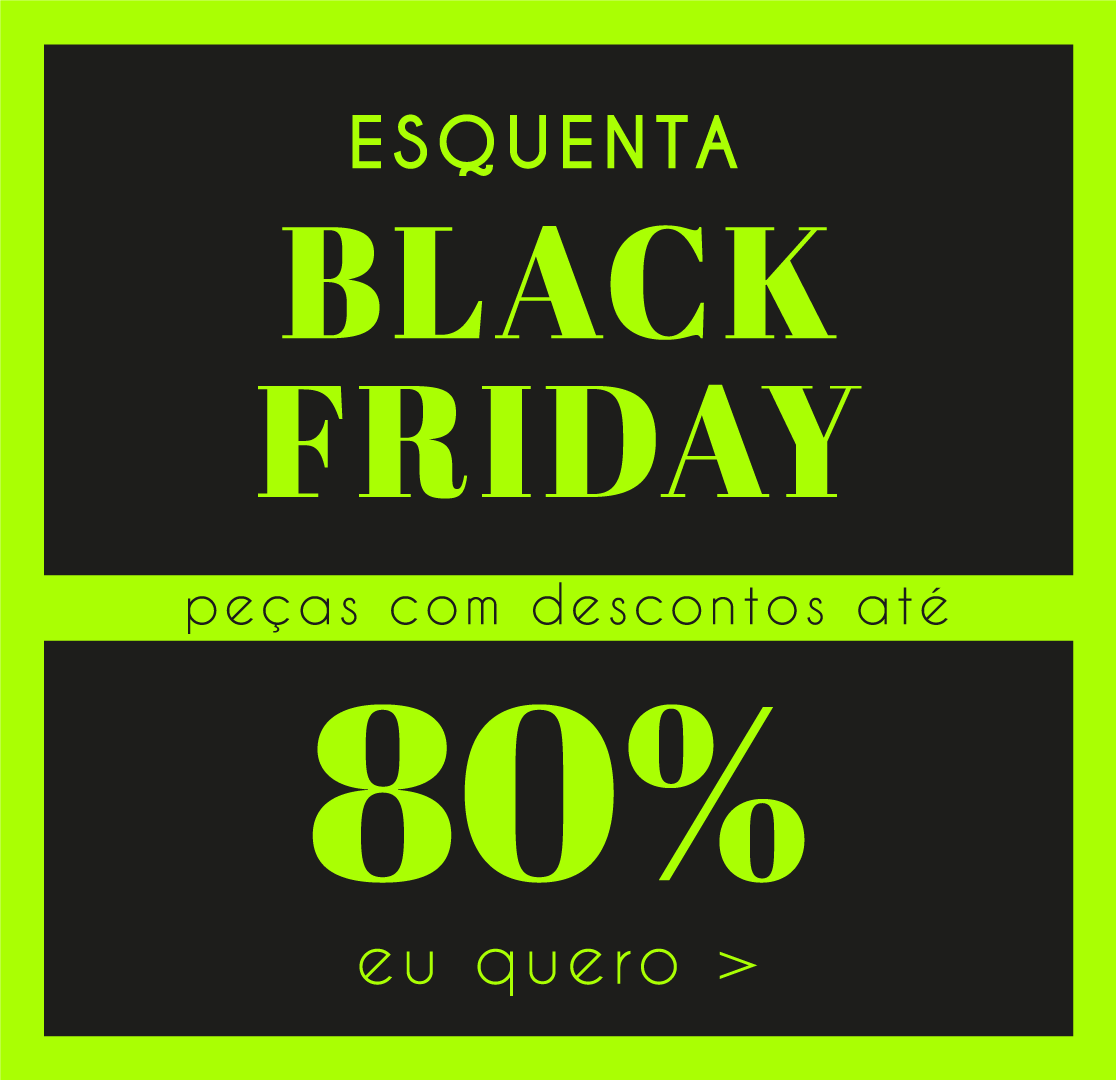 ESQUENTA
BLACK
FRIDAY
peças com descontos até
80%
eu quero >